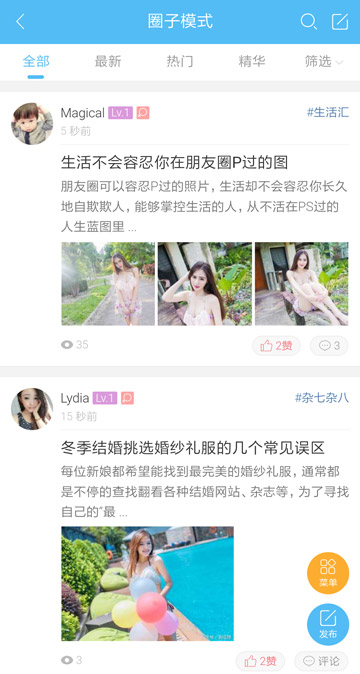 圈子模式
全部 最新 热门 精华 筛选
Magical Lv.1 #生活汇
5 秒前
生活不会容忍你在朋友圈P过的图
朋友圈可以容忍P过的照片，生活却不会容忍你长久
地自欺欺人，能够掌控生活的人，从不活在PS过的
人生蓝图里 ...
35 2赞 3
Lydia Lv.1 #杂七杂八
15 秒前
冬季结婚挑选婚纱礼服的几个常见误区
每位新娘都希望能找到最完美的婚纱礼服，通常都
是不停的查找翻看各种结婚网站、杂志等，为了寻找
自己的“最 ...
菜单
发布
3 2赞 评论